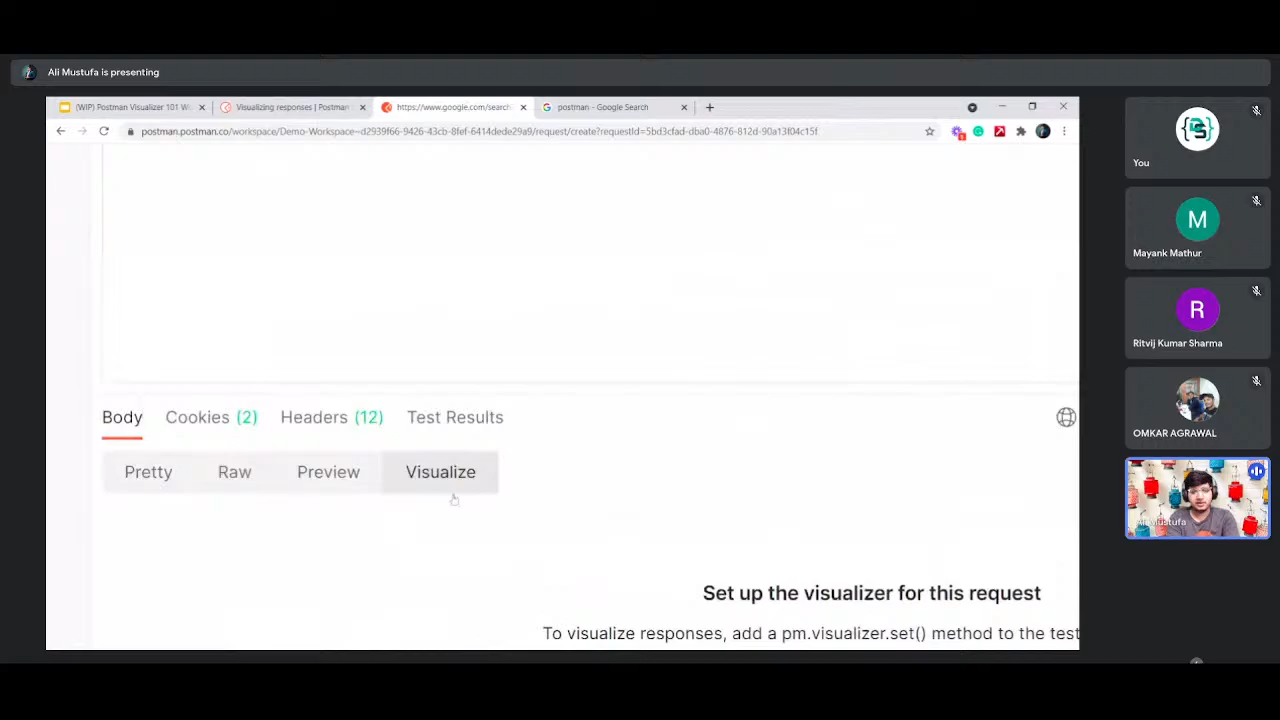 Ali Mustufa is presenting
(WIP) Postman Visualizer 101 Wo
Visualizing responses | Postman
https://www.google.com/search
postman - Google Search
postman.postman.co/workspace/Demo-Workspace~d2939f66-9426-43cb-8fef-6414dede29a9/request/create?requestId=5bd3cfad-dba0-4876-812d-90a13f04c15f
Body
Cookies (2)
Headers (12)
Test Results
Pretty
Raw
Preview
Visualize
Set up the visualizer for this request
To visualize responses, add a pm.visualizer.set() method to the test
You
M
Mayank Mathur
R
Ritvij Kumar Sharma
OMKAR AGRAWAL
Ali Mustufa